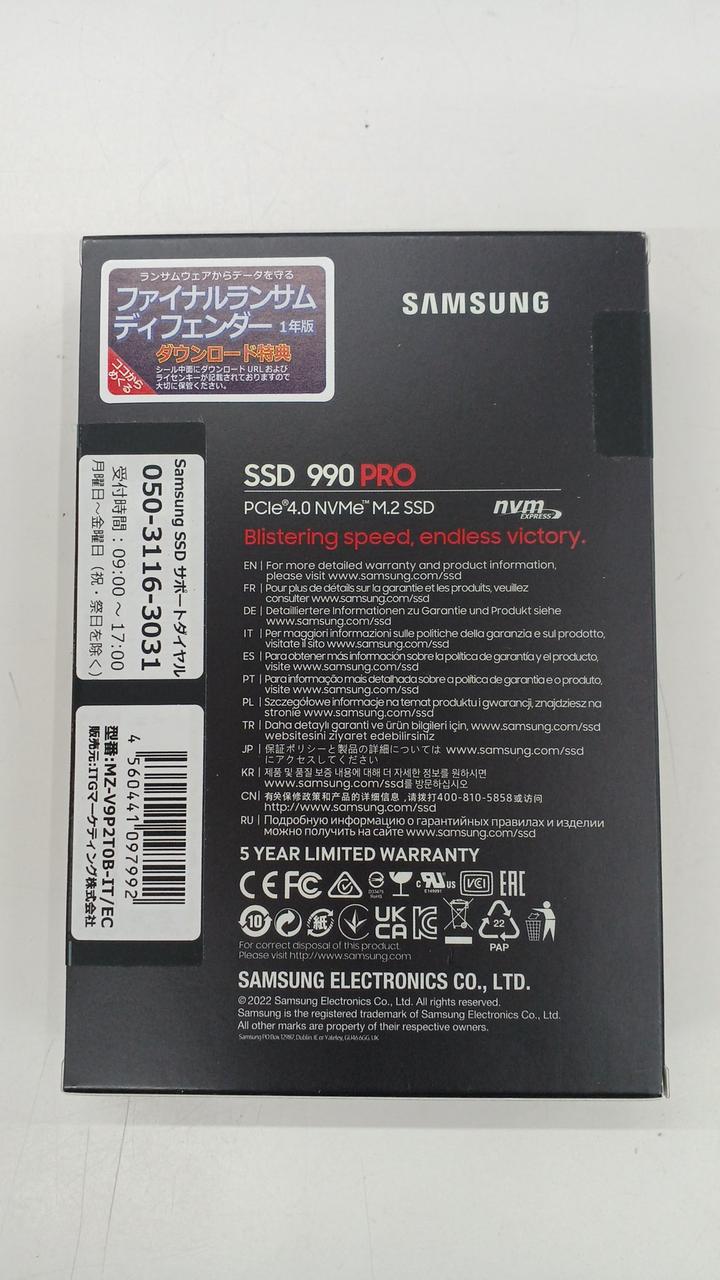 ランサムウェアからデータを守る
ファイナルランサム
ディフェンダー 1年版
ダウンロード特典
シール中面にダウンロード URL および
ライセンスキーが記載されておりますので
大切に保管ください。
ココから
めくる
SAMSUNG
Samsung SSD サポートダイヤル
050-3116-3031
受付時間：09:00 ～ 17:00
月曜日～金曜日（祝・祭日を除く）
4 560441 097992
型番:MZ-V9P2T0B-IT/EC
販売元:ITGマーケティング株式会社
SSD 990 PRO
PCIe®4.0 NVMe™ M.2 SSD
nvm
EXPRESS
Blistering speed, endless victory.
EN | For more detailed warranty and product information,
please visit www.samsung.com/ssd
FR | Pour plus de détails sur la garantie et les produits, veuillez
consulter www.samsung.com/ssd
DE | Detailliertere Informationen zu Garantie und Produkt siehe
www.samsung.com/ssd
IT | Per maggiori informazioni sulle politiche della garanzia e sul prodotto,
visitate il sito www.samsung.com/ssd
ES | Para obtener más información sobre la política de garantía y el producto,
visite www.samsung.com/ssd
PT | Para informação mais detalhada sobre a política de garantia e o produto,
visite www.samsung.com/ssd
PL | Szczegółowe informacje na temat produktu i gwarancji, znajdziesz na
stronie www.samsung.com/ssd
TR | Daha detaylı garanti ve ürün bilgileri için, www.samsung.com/ssd
websitesini ziyaret edebilirsiniz
JP | 保証ポリシーと製品の詳細については www.samsung.com/ssd
にアクセスしてください
KR | 제품 및 품질 보증 내용에 대해 더 자세한 정보를 원하시면
www.samsung.com/ssd를 방문하십시오
CN | 有关保修政策和产品的详细信息 ,请拨打400-810-5858或访问
http://www.samsung.com/ssd
RU | Подробную информацию о гарантийных правилах и изделии
можно получить на сайте www.samsung.com/ssd
5 YEAR LIMITED WARRANTY
CE FC D33475 RoHS c RU US E149091 VCI EAC
10 紙 UK CA KC 22 PAP
For correct disposal of this product.
Please visit http://www.samsung.com
SAMSUNG ELECTRONICS CO., LTD.
© 2022 Samsung Electronics Co., Ltd. All rights reserved.
Samsung is the registered trademark of Samsung Electronics Co., Ltd.
All other marks are property of their respective owners.
Samsung PO Box 12987, Dublin. IE or Yateley, GU46 6GG. UK